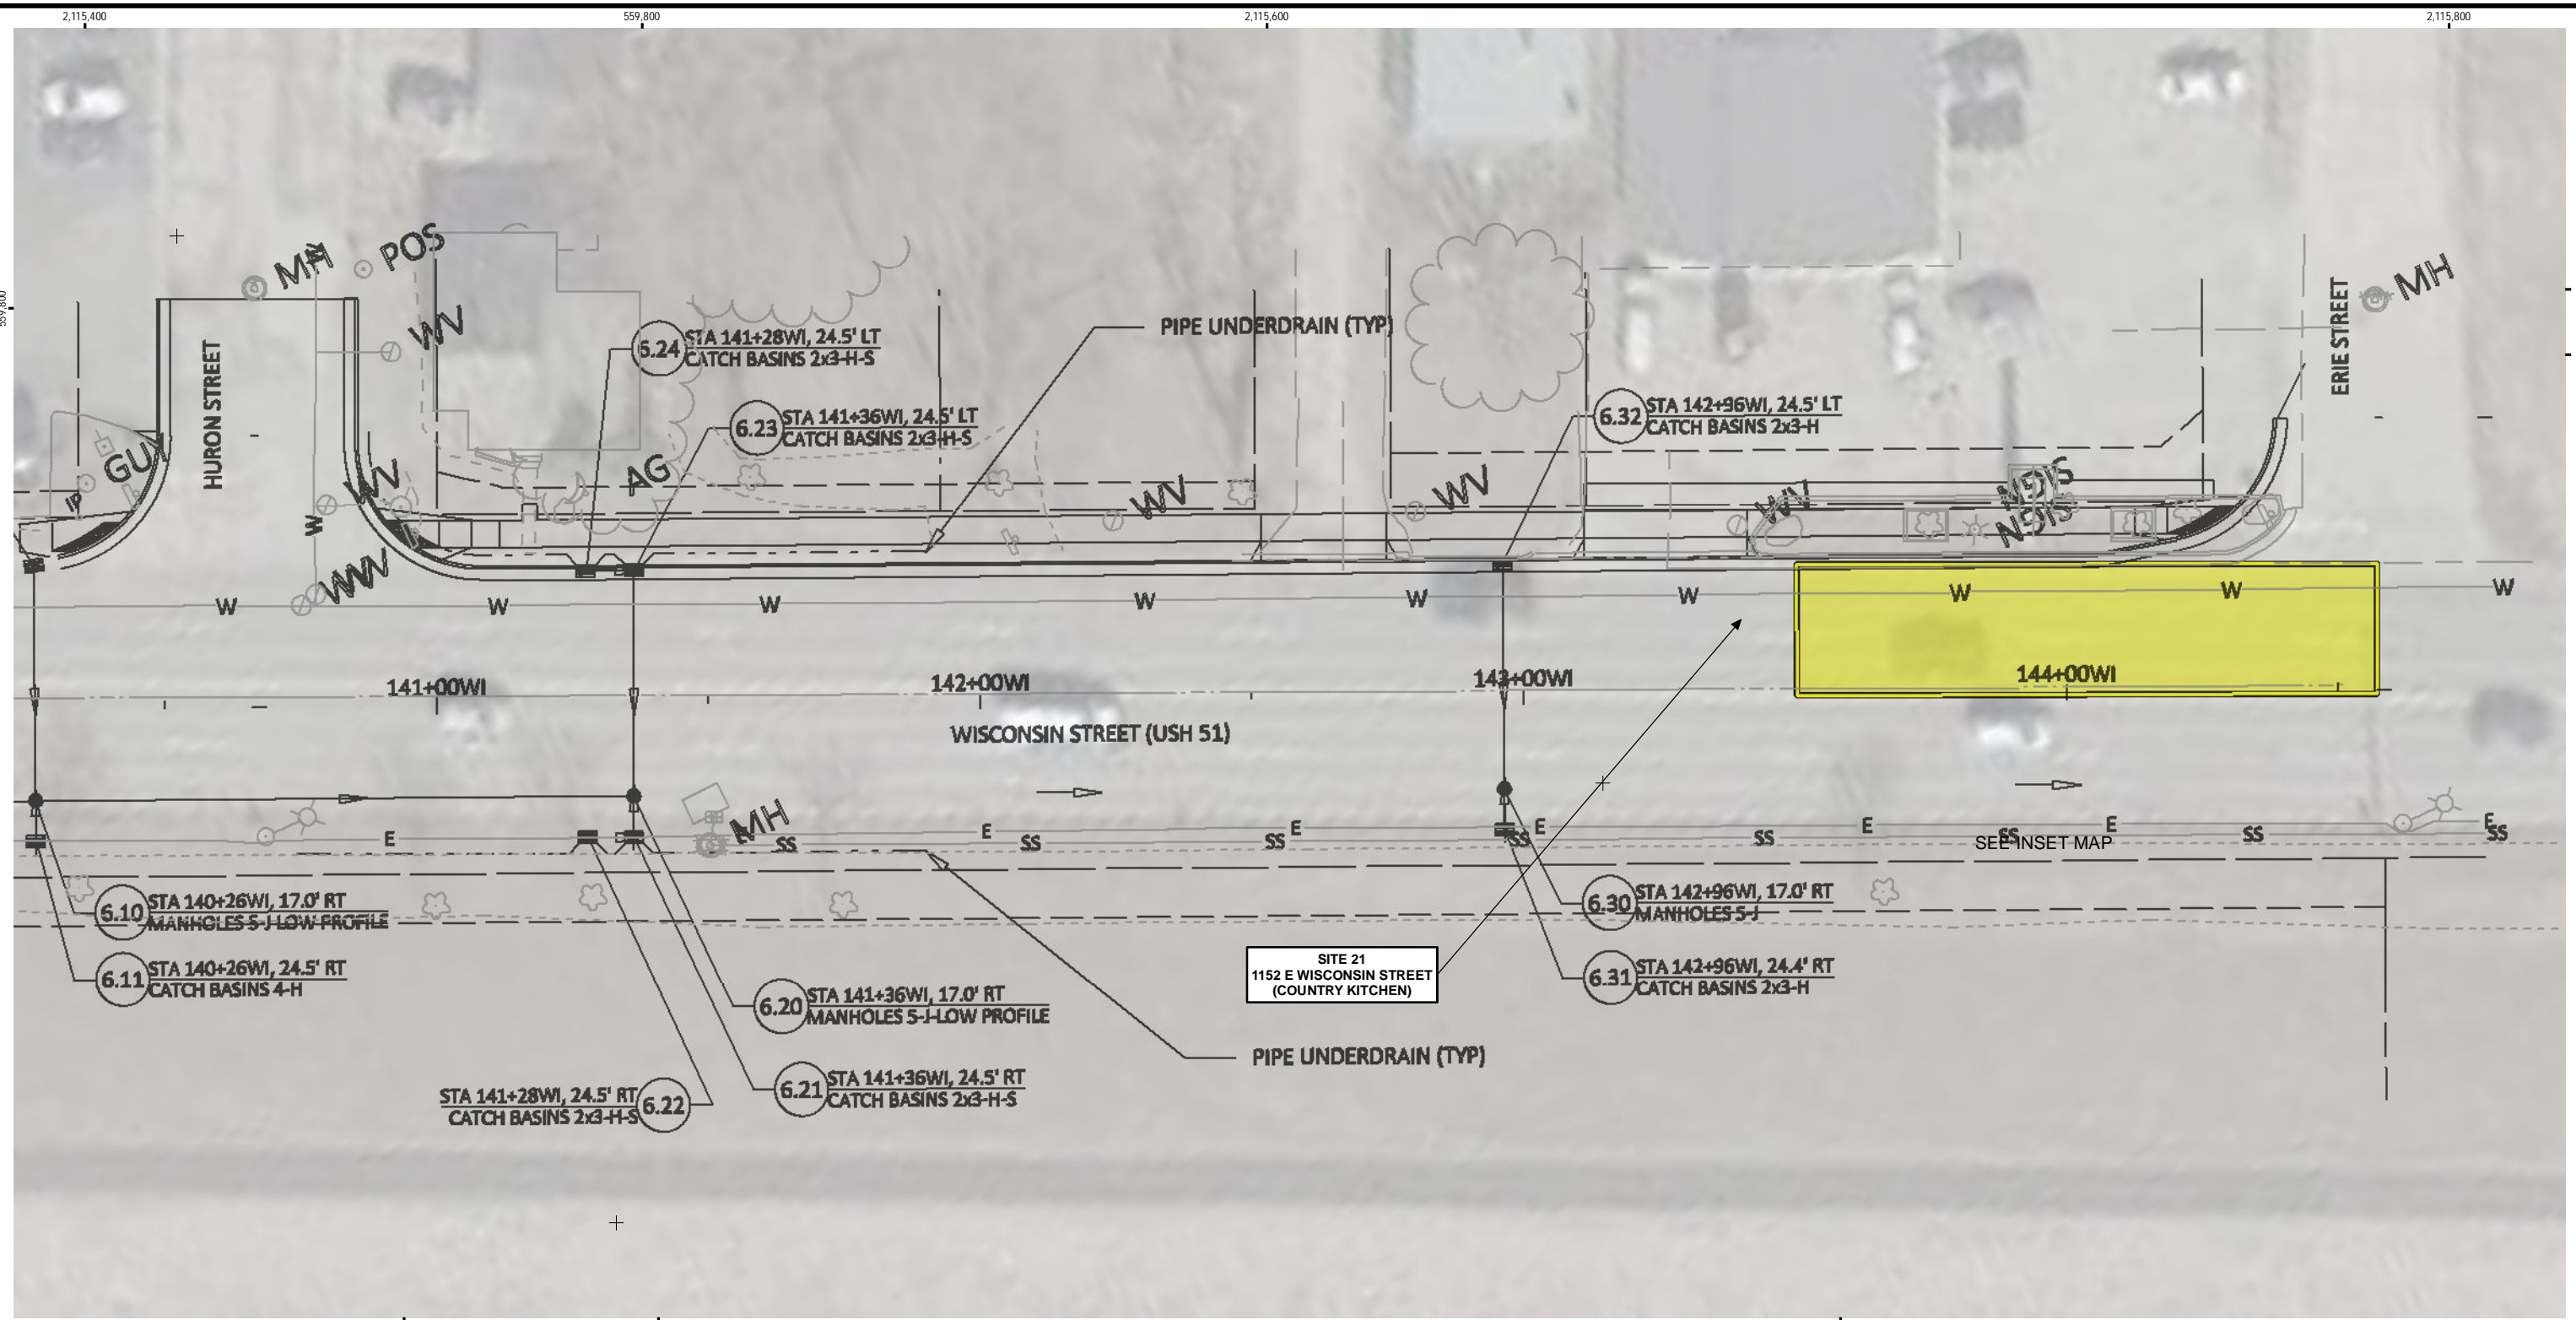 2,115,400
559,800
2,115,600
2,115,800
559,800
MH
POS
WV
HURON STREET
6.24
STA 141+28WI, 24.5' LT
CATCH BASINS 2x3-H-S
PIPE UNDERDRAIN (TYP)
6.23
STA 141+36WI, 24.5' LT
CATCH BASINS 2x3-H-S
6.32
STA 142+96WI, 24.5' LT
CATCH BASINS 2x3-H
ERIE STREET
MH
GUY
IP
WV
AG
WV
WV
WV
NDIS
NDIS
W
W
W
W
W
W
W
W
W
W
141+00WI
142+00WI
143+00WI
144+00WI
WISCONSIN STREET (USH 51)
MH
E
SS
E
SS
SS
E
SS
E
SS
E
SS
E
SS
E
SS
SEE INSET MAP
6.10
STA 140+26WI, 17.0' RT
MANHOLES 5-J-LOW PROFILE
6.11
STA 140+26WI, 24.5' RT
CATCH BASINS 4-H
6.20
STA 141+36WI, 17.0' RT
MANHOLES 5-J-LOW PROFILE
6.21
STA 141+36WI, 24.5' RT
CATCH BASINS 2x3-H-S
STA 141+28WI, 24.5' RT
CATCH BASINS 2x3-H-S
6.22
SITE 21
1152 E WISCONSIN STREET
(COUNTRY KITCHEN)
PIPE UNDERDRAIN (TYP)
6.30
STA 142+96WI, 17.0' RT
MANHOLES 5-J
6.31
STA 142+96WI, 24.4' RT
CATCH BASINS 2x3-H